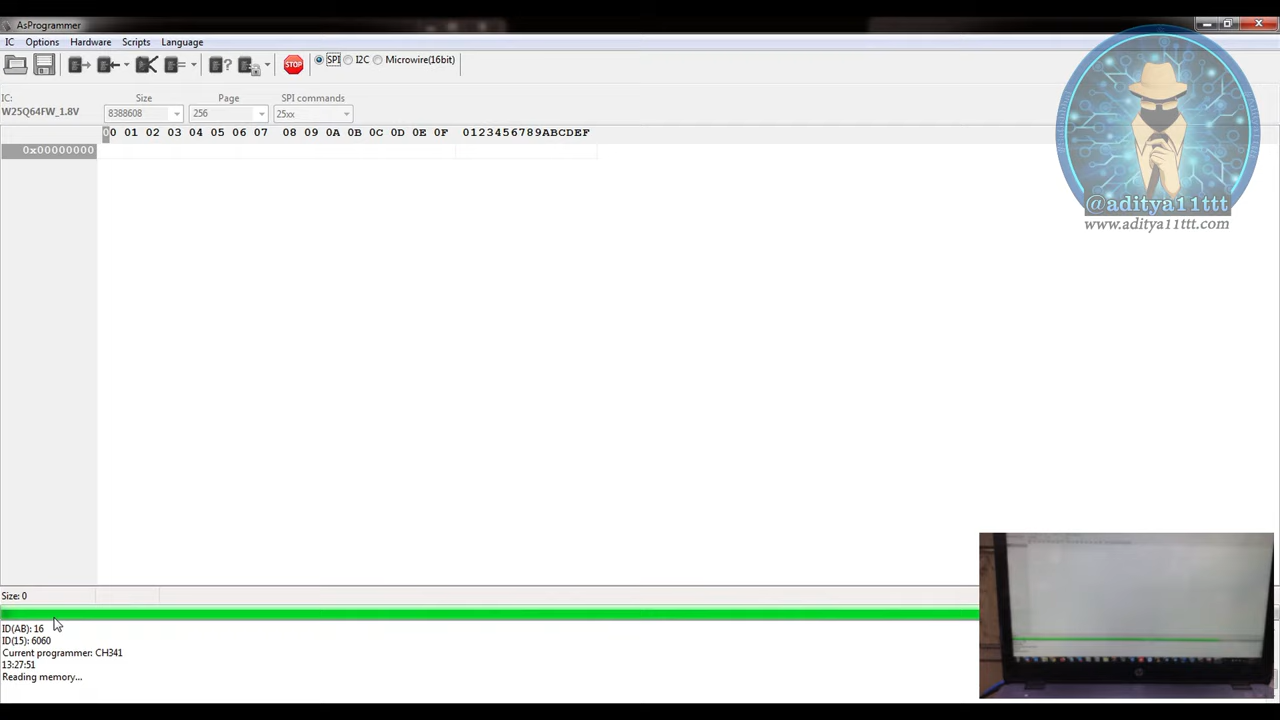 AsProgrammer
IC Options Hardware Scripts Language
STOP SPI I2C Microwire(16bit)
IC: Size Page SPI commands
W25Q64FW_1.8V 8388608 256 25xx
00 01 02 03 04 05 06 07 08 09 0A 0B 0C 0D 0E 0F 0123456789ABCDEF
0x00000000
@aditya11ttt
www.aditya11ttt.com
Size: 0
ID(AB): 16
ID(15): 6060
Current programmer: CH341
13:27:51
Reading memory...